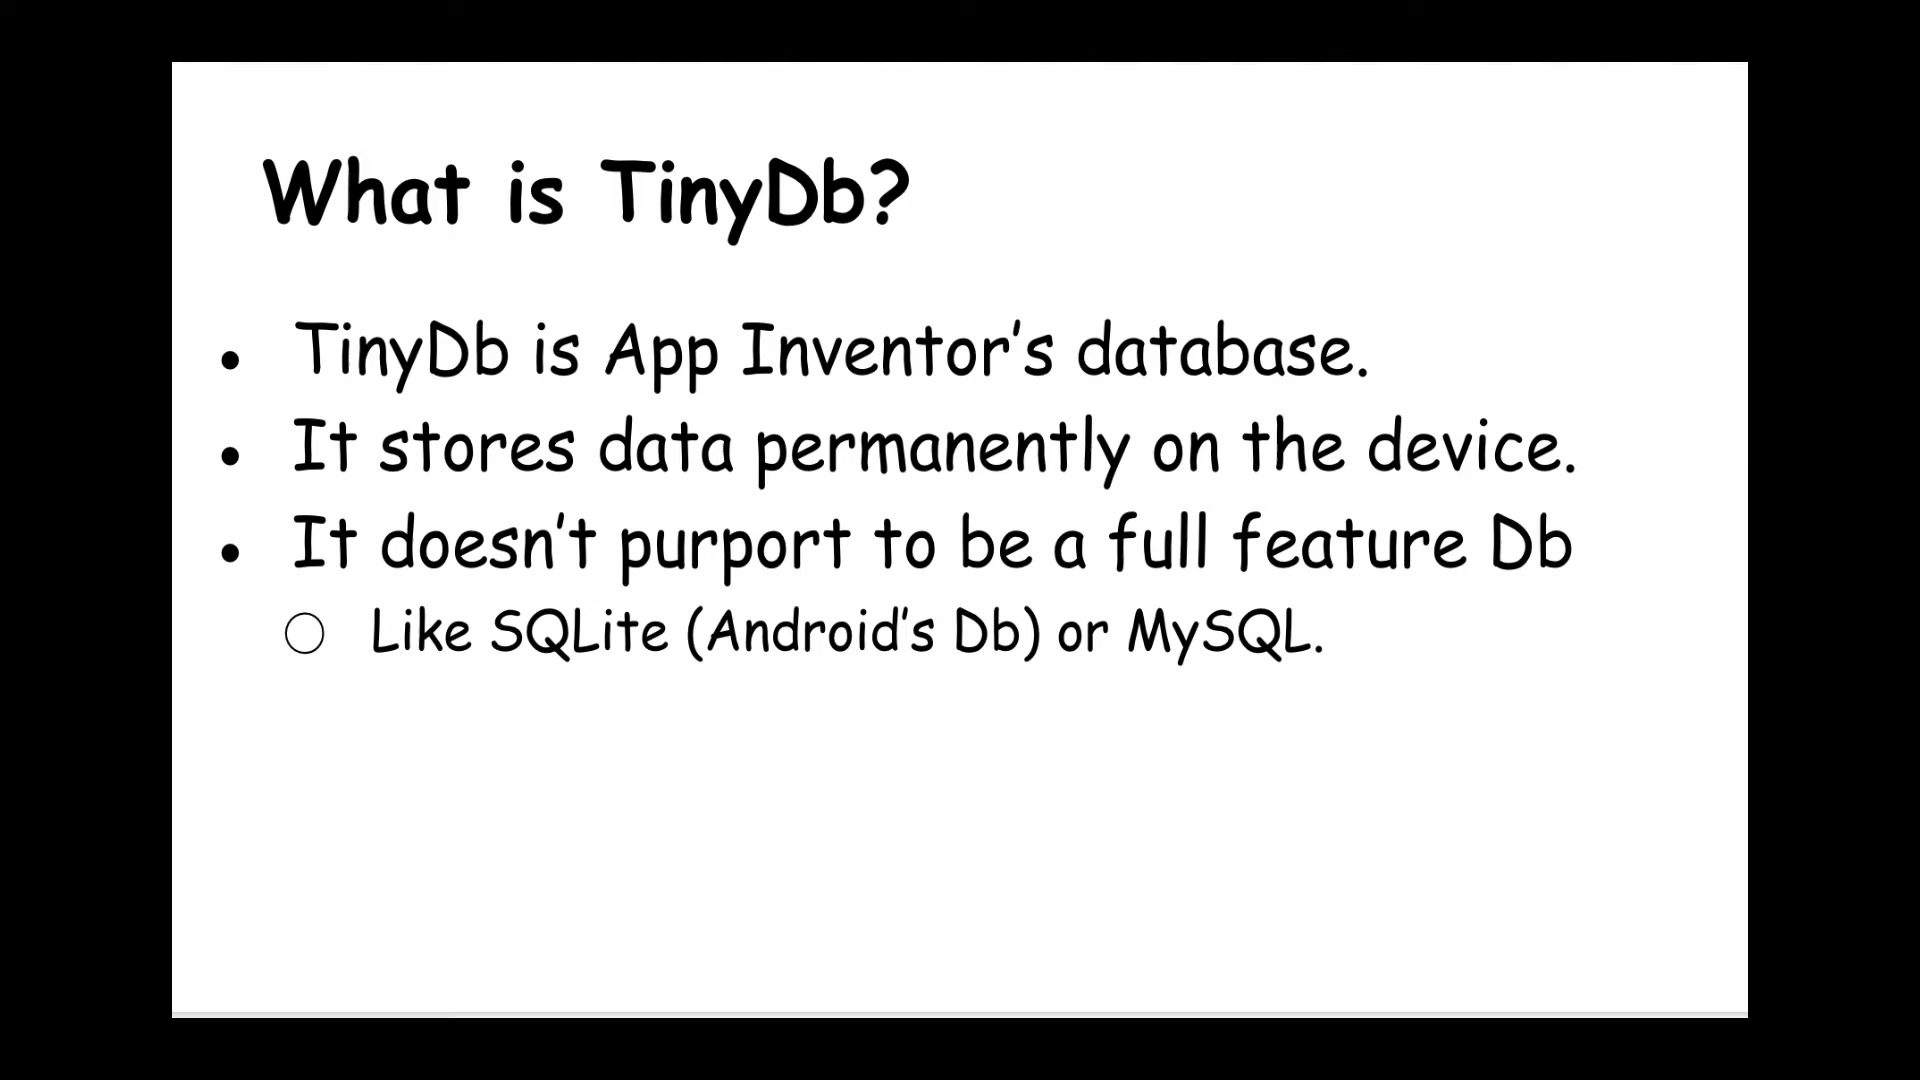 What is TinyDb?
• TinyDb is App Inventor's database.
• It stores data permanently on the device.
• It doesn't purport to be a full feature Db
○ Like SQLite (Android's Db) or MySQL.